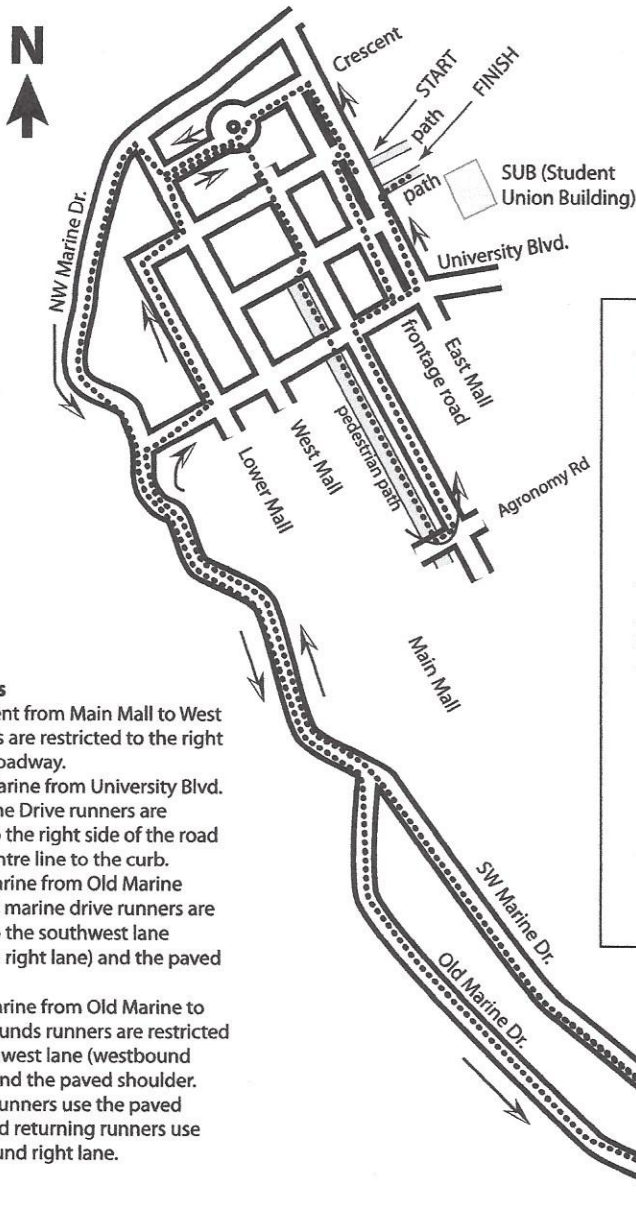 N
Crescent
START
FINISH
path
path
SUB (Student
Union Building)
NW Marine Dr.
University Blvd.
East Mall
frontage road
pedestrian path
West Mall
Lower Mall
Agronomy Rd
Main Mall
SW Marine Dr.
Old Marine Dr.
s
ent from Main Mall to West
s are restricted to the right
oadway.
arine from University Blvd.
ne Drive runners are
o the right side of the road
ntre line to the curb.
arine from Old Marine
marine drive runners are
o the southwest lane
right lane) and the paved
arine from Old Marine to
unds runners are restricted
west lane (westbound
nd the paved shoulder.
unners use the paved
d returning runners use
und right lane.